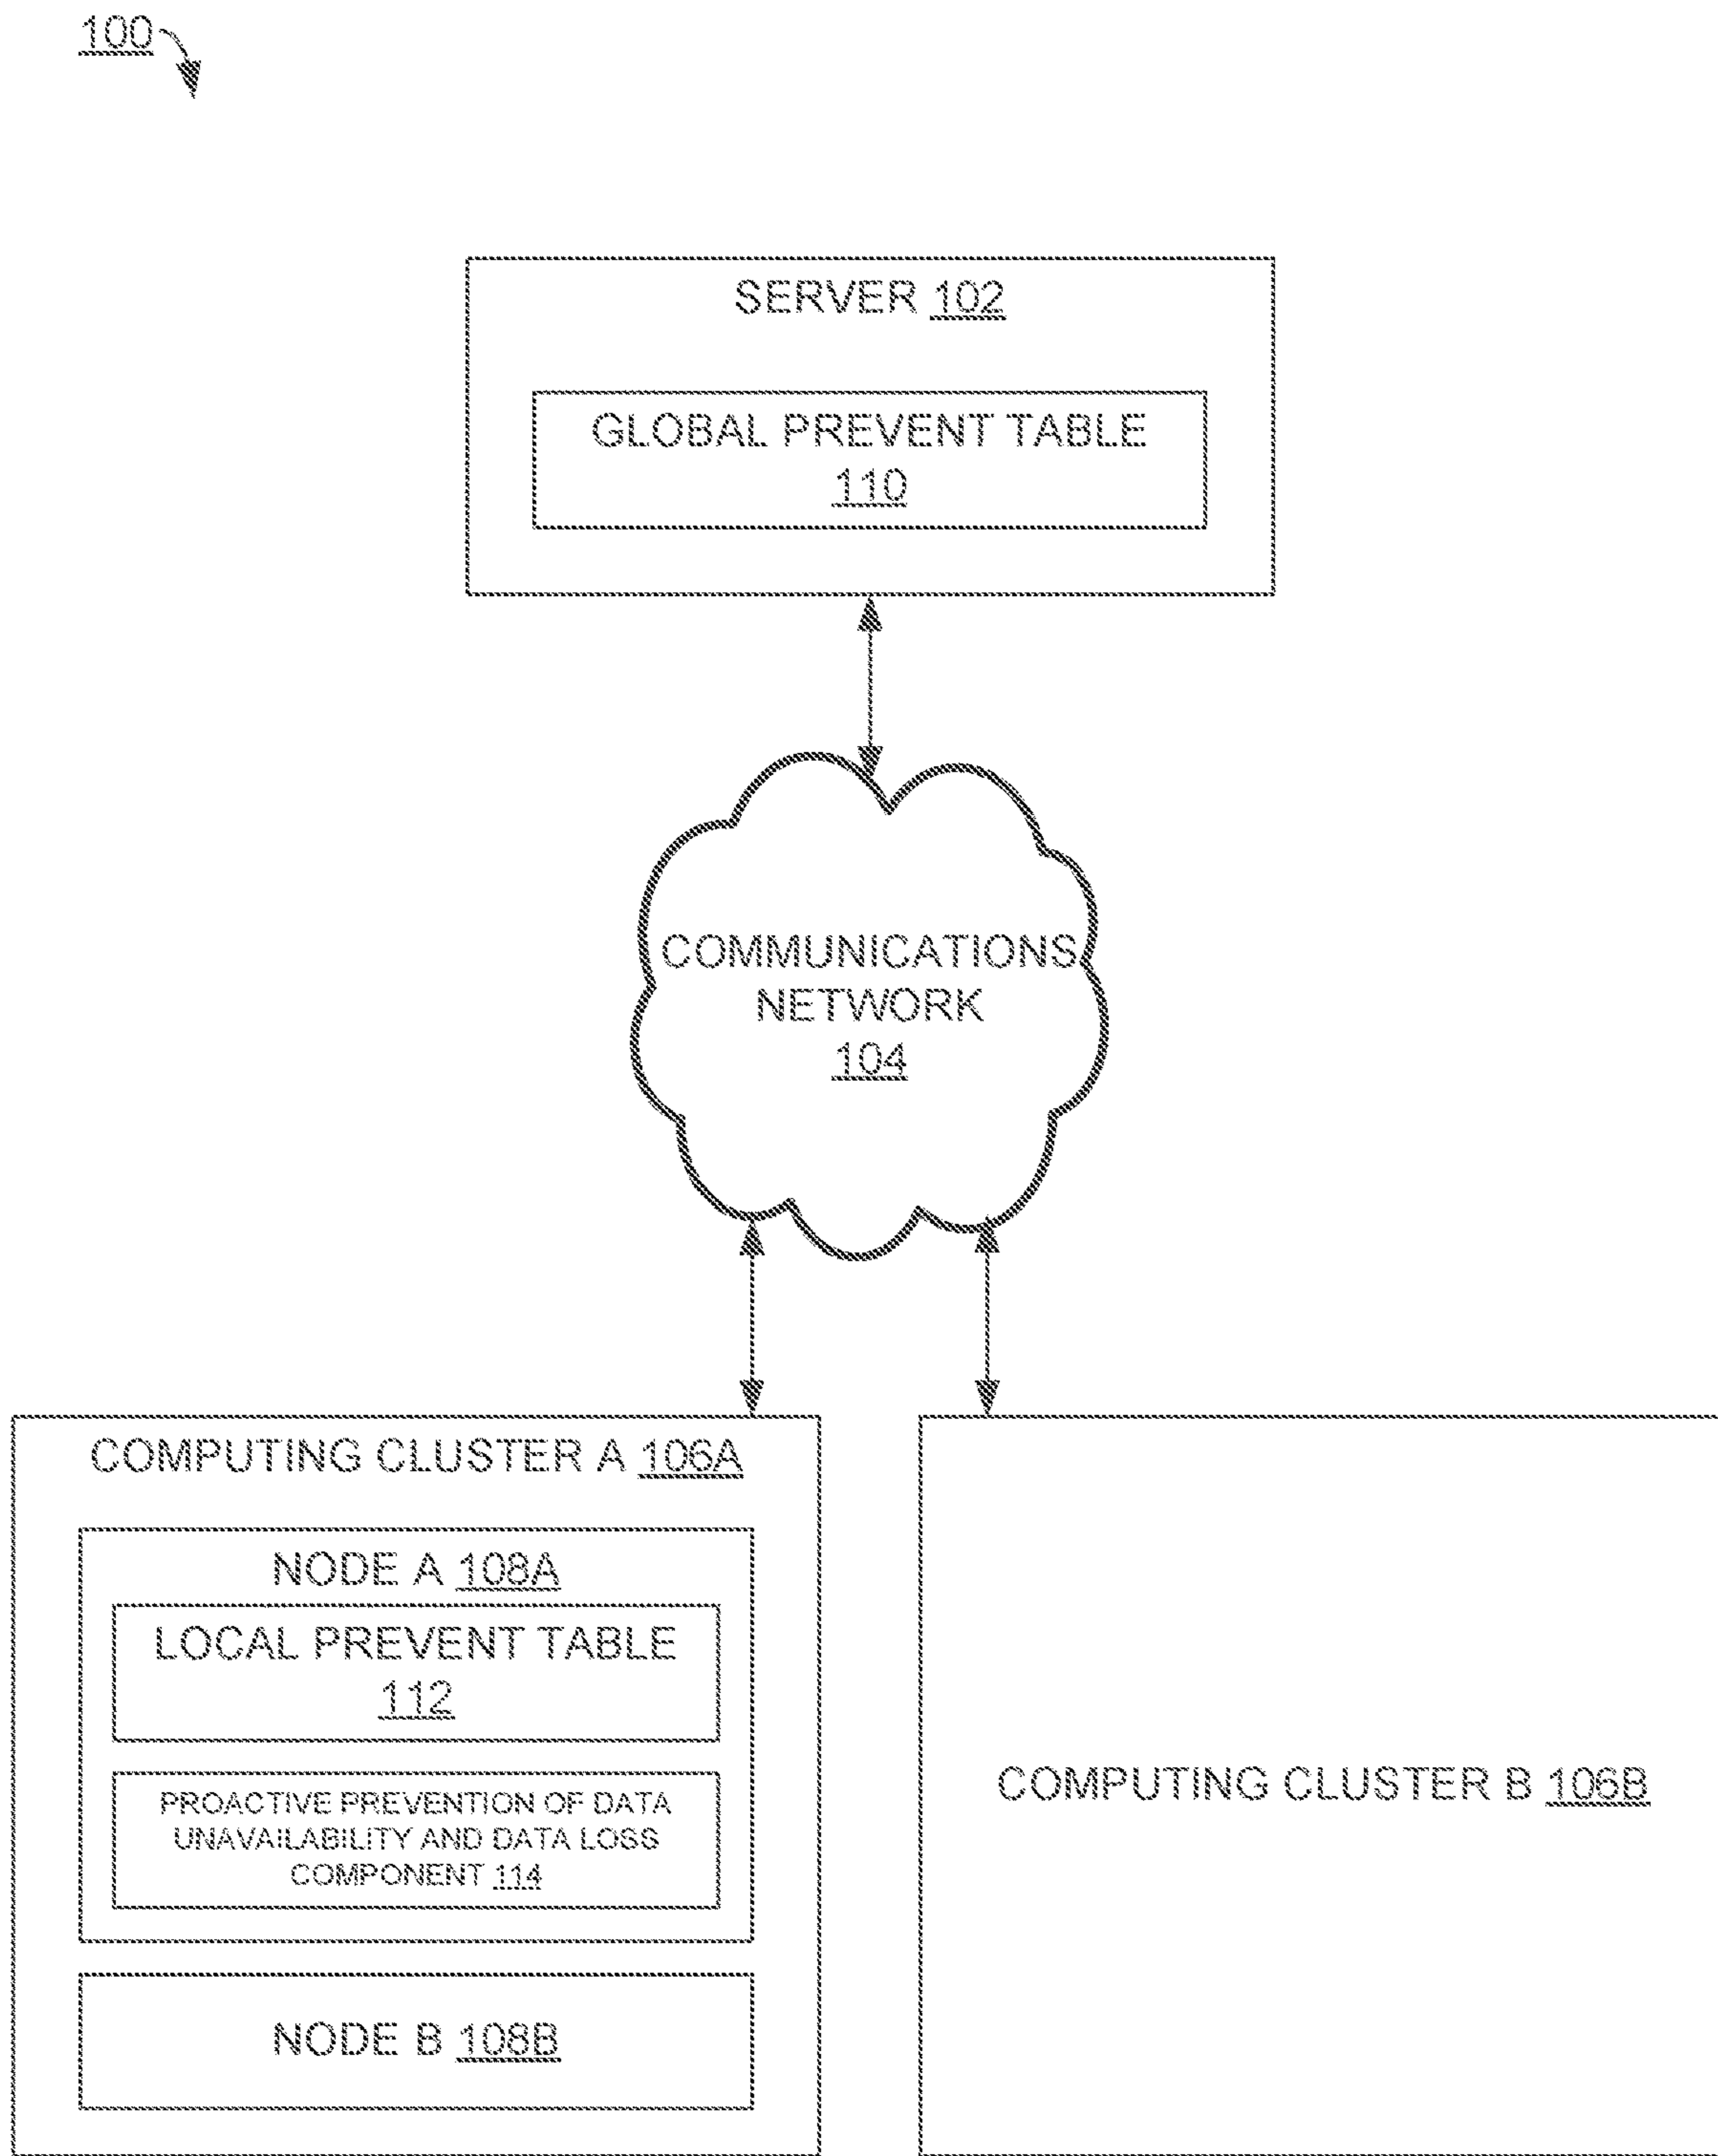 100
SERVER 102
GLOBAL PREVENT TABLE
110
COMMUNICATIONS
NETWORK
104
COMPUTING CLUSTER A 106A
NODE A 108A
LOCAL PREVENT TABLE
112
PROACTIVE PREVENTION OF DATA
UNAVAILABILITY AND DATA LOSS
COMPONENT 114
NODE B 108B
COMPUTING CLUSTER B 106B